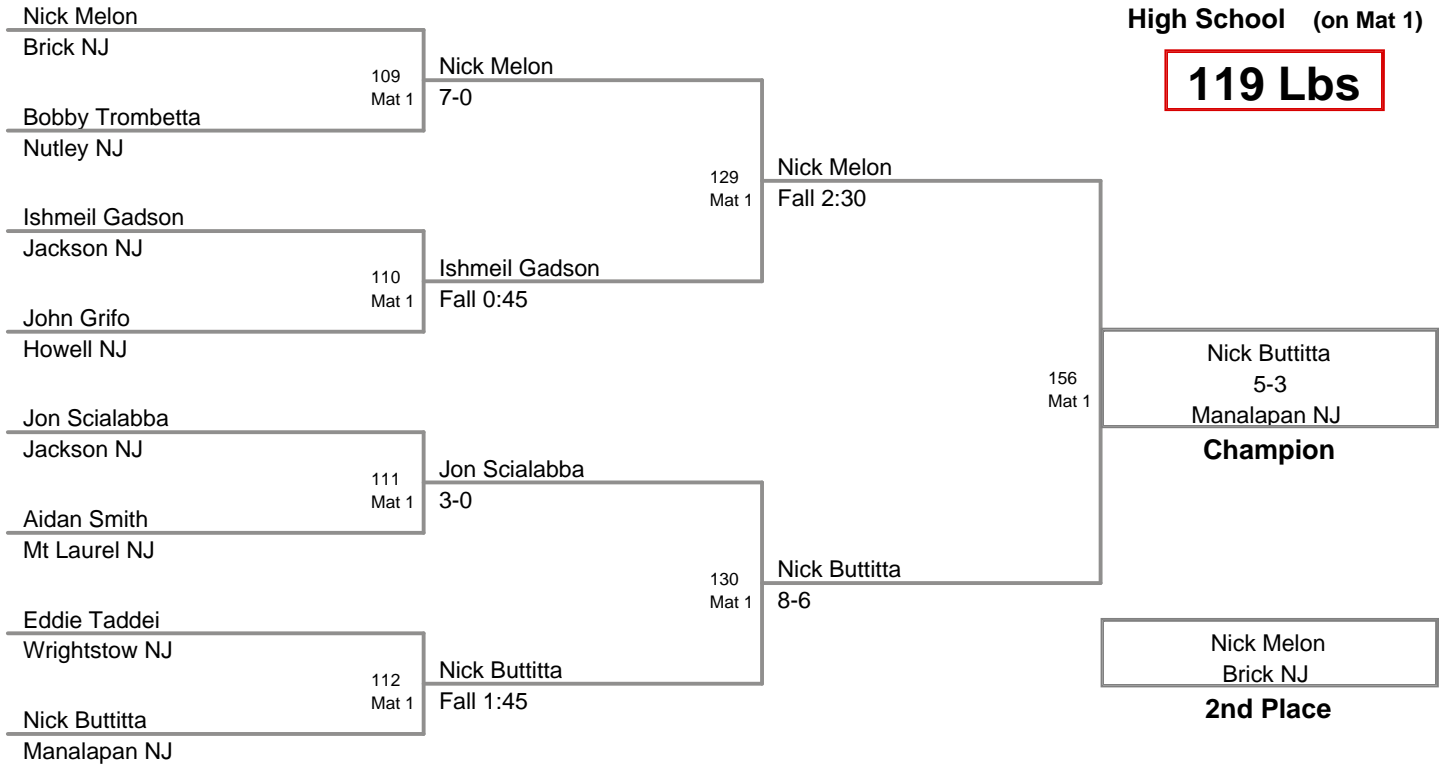 High School (on Mat 1)
119 Lbs
Nick Melon
Brick NJ
109
Mat 1
Bobby Trombetta
Nutley NJ
Nick Melon
7-0
Ishmeil Gadson
Jackson NJ
110
Mat 1
John Grifo
Howell NJ
Ishmeil Gadson
Fall 0:45
129
Mat 1
Nick Melon
Fall 2:30
Jon Scialabba
Jackson NJ
111
Mat 1
Aidan Smith
Mt Laurel NJ
Jon Scialabba
3-0
Eddie Taddei
Wrightstow NJ
112
Mat 1
Nick Buttitta
Manalapan NJ
Nick Buttitta
Fall 1:45
130
Mat 1
Nick Buttitta
8-6
156
Mat 1
Nick Buttitta
5-3
Manalapan NJ
Champion
Nick Melon
Brick NJ
2nd Place